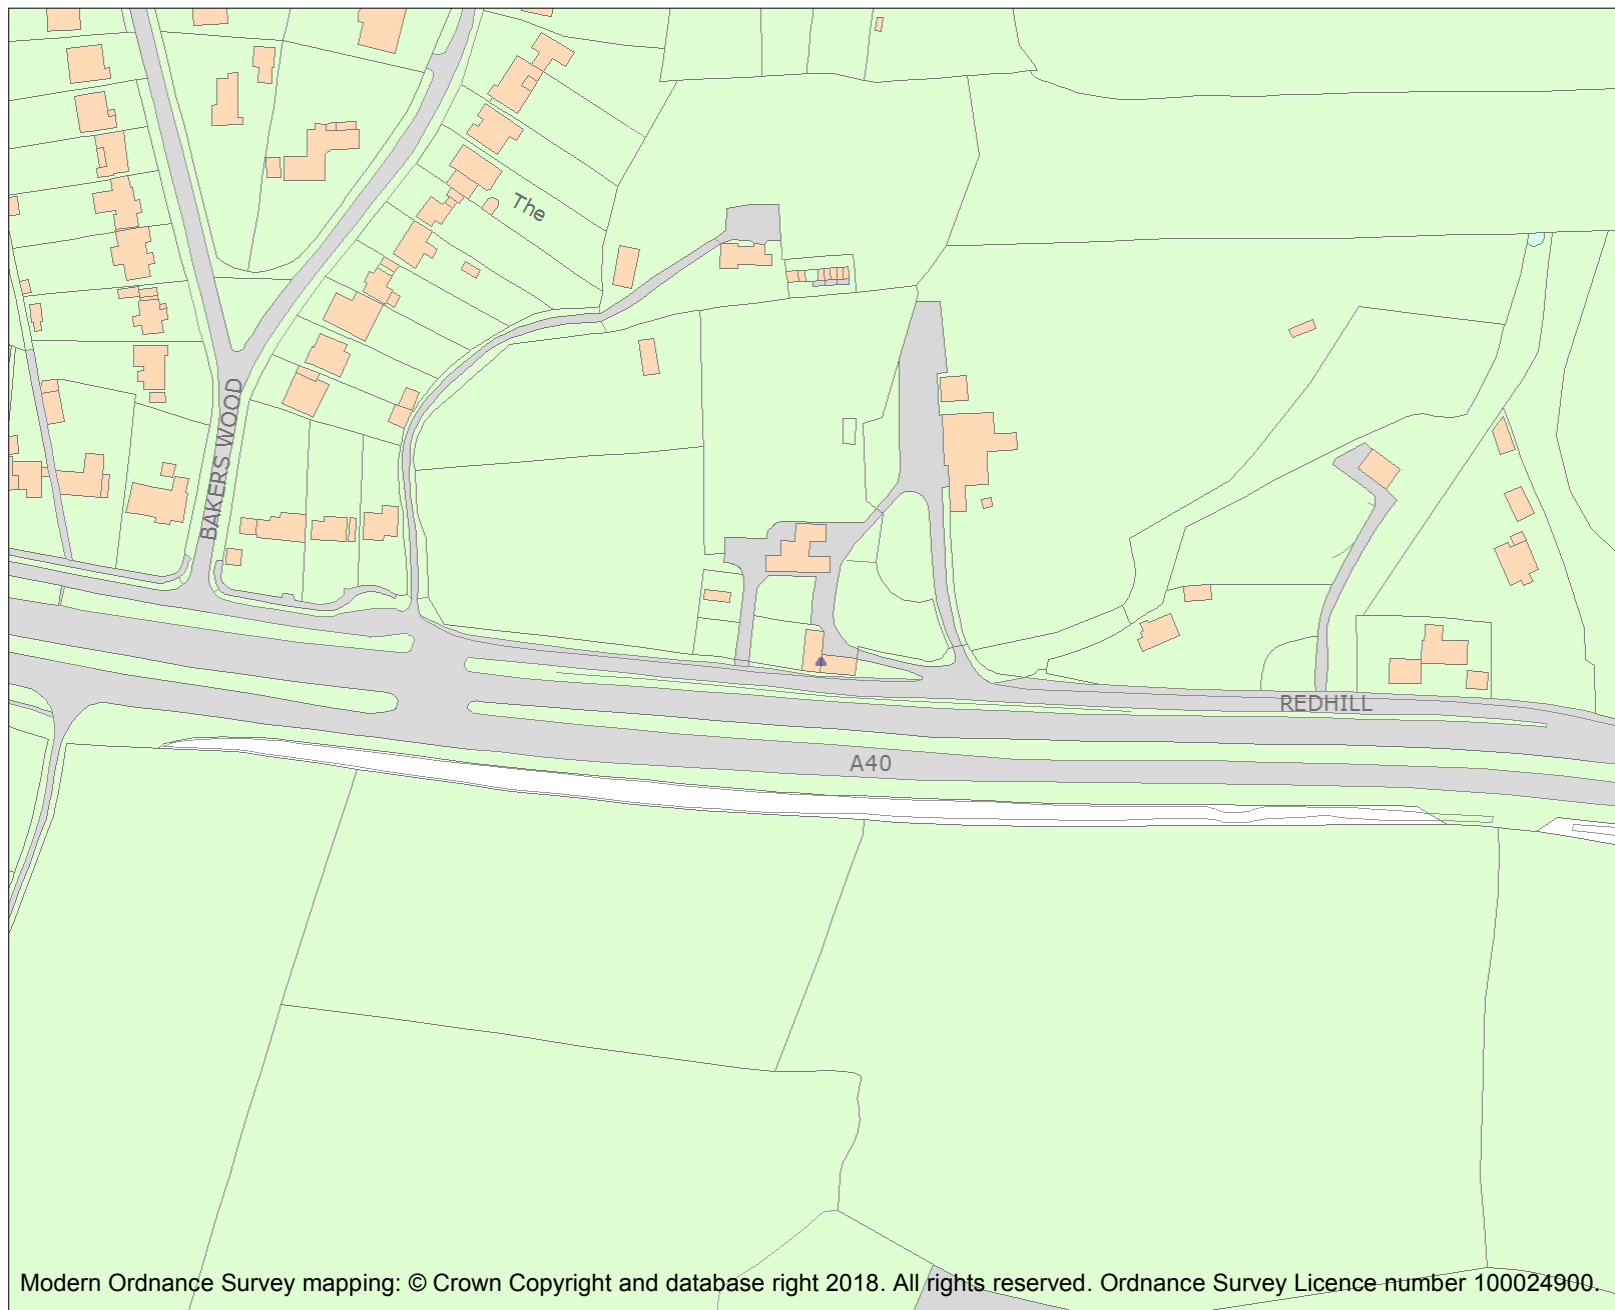 The
BAKERS WOOD
REDHILL
A40
Modern Ordnance Survey mapping: © Crown Copyright and database right 2018. All rights reserved. Ordnance Survey Licence number 100024900.